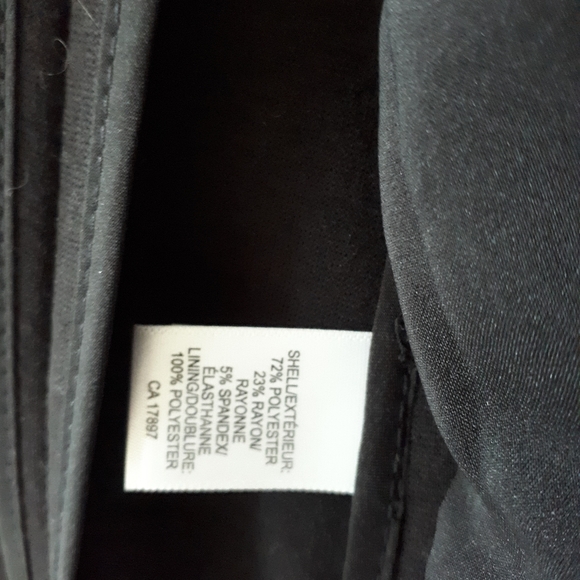 SHELL/EXTÉRIEUR:
72% POLYESTER
23% RAYON/
RAYONNE
5% SPANDEX/
ÉLASTHANNE
LINING/DOUBLURE:
100% POLYESTER
CA 17897